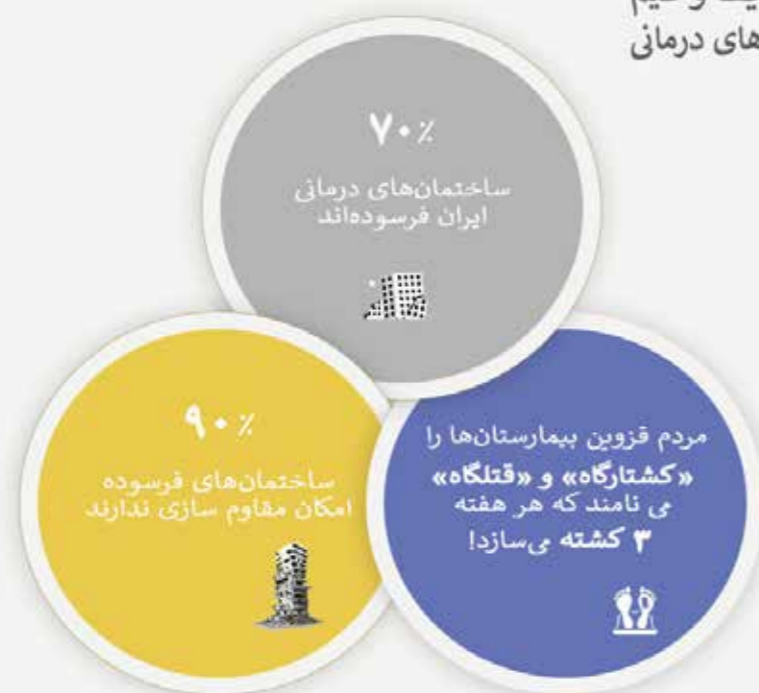 های درمانی
۷۰٪
ساختمان‌های درمانی
ایران فرسوده‌اند
۹۰٪
ساختمان‌های فرسوده
امکان مقاوم سازی ندارند
مردم قزوین بیمارستان‌ها را
«کشتارگاه» و «قتلگاه»
می نامند که هر هفته
۳ کشته می‌سازد!